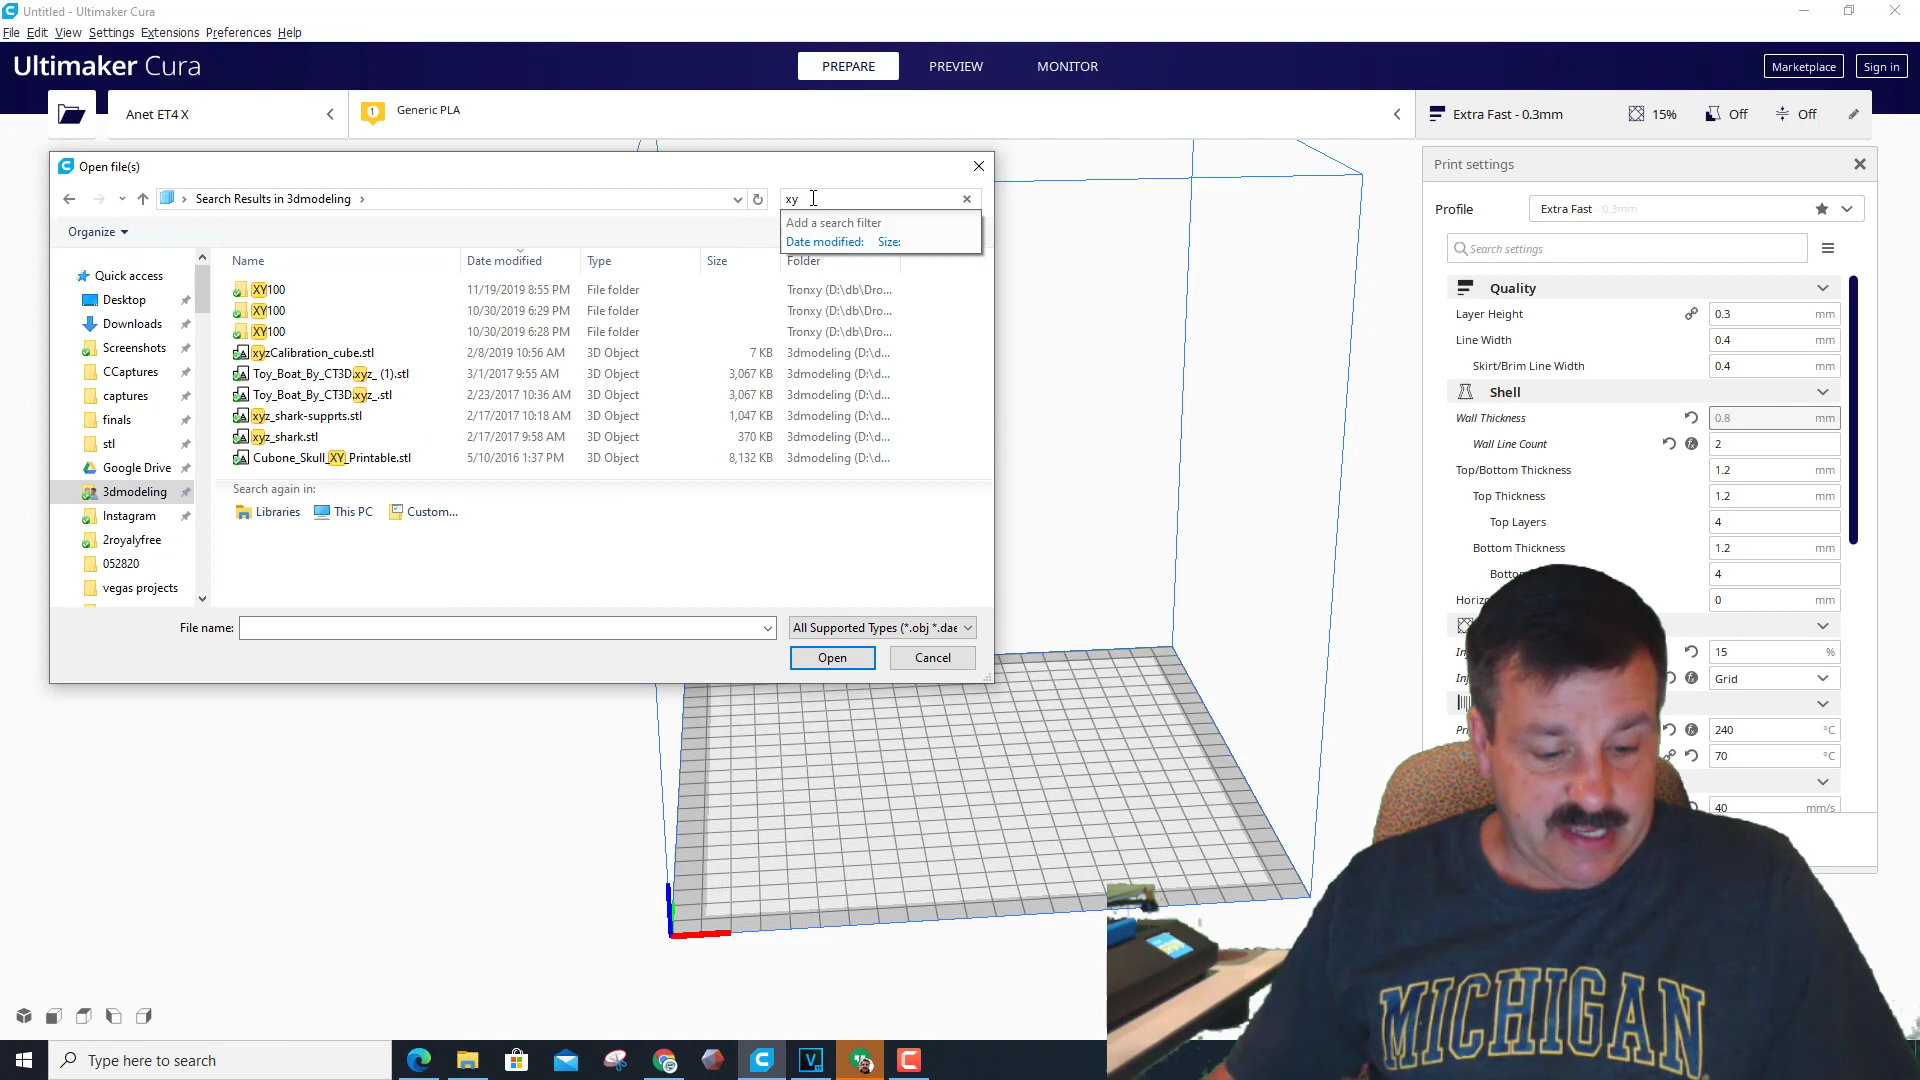 Untitled - Ultimaker Cura
File Edit View Settings Extensions Preferences Help
Ultimaker Cura
PREPARE PREVIEW MONITOR
Marketplace Sign in
Anet ET4 X
1 Generic PLA
Extra Fast - 0.3mm 15% Off Off
Open file(s)
Search Results in 3dmodeling
xy
Organize
Add a search filter
Date modified: Size:
Name Date modified Type Size Folder
XY100 11/19/2019 8:55 PM File folder Tronxy (D:\db\Dro...
XY100 10/30/2019 6:29 PM File folder Tronxy (D:\db\Dro...
XY100 10/30/2019 6:28 PM File folder Tronxy (D:\db\Dro...
xyzCalibration_cube.stl 2/8/2019 10:56 AM 3D Object 7 KB 3dmodeling (D:\d...
Toy_Boat_By_CT3D.xyz_ (1).stl 3/1/2017 9:55 AM 3D Object 3,067 KB 3dmodeling (D:\d...
Toy_Boat_By_CT3D.xyz_.stl 2/23/2017 10:36 AM 3D Object 3,067 KB 3dmodeling (D:\d...
xyz_shark-supprts.stl 2/17/2017 10:18 AM 3D Object 1,047 KB 3dmodeling (D:\d...
xyz_shark.stl 2/17/2017 9:58 AM 3D Object 370 KB 3dmodeling (D:\d...
Cubone_Skull_XY_Printable.stl 5/10/2016 1:37 PM 3D Object 8,132 KB 3dmodeling (D:\d...
Search again in:
Libraries This PC Custom...
Quick access
Desktop
Downloads
Screenshots
CCaptures
captures
finals
stl
Google Drive
3dmodeling
Instagram
2royalyfree
052820
vegas projects
File name:
All Supported Types (*.obj *.dae
Open Cancel
Print settings
Profile Extra Fast - 0.3mm
Search settings
Quality
Layer Height 0.3 mm
Line Width 0.4 mm
Skirt/Brim Line Width 0.4 mm
Shell
Wall Thickness 0.8 mm
Wall Line Count 2
Top/Bottom Thickness 1.2 mm
Top Thickness 1.2 mm
Top Layers 4
Bottom Thickness 1.2 mm
4
0 mm
15 %
Grid
240 °C
70 °C
40 mm/s
MICHIGAN
Type here to search